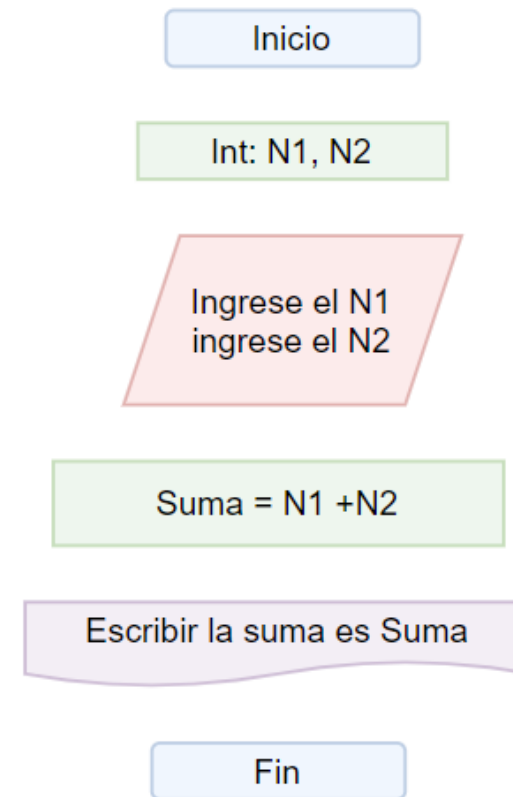 Inicio
Int: N1, N2
Ingrese el N1
ingrese el N2
Suma = N1 +N2
Escribir la suma es Suma
Fin